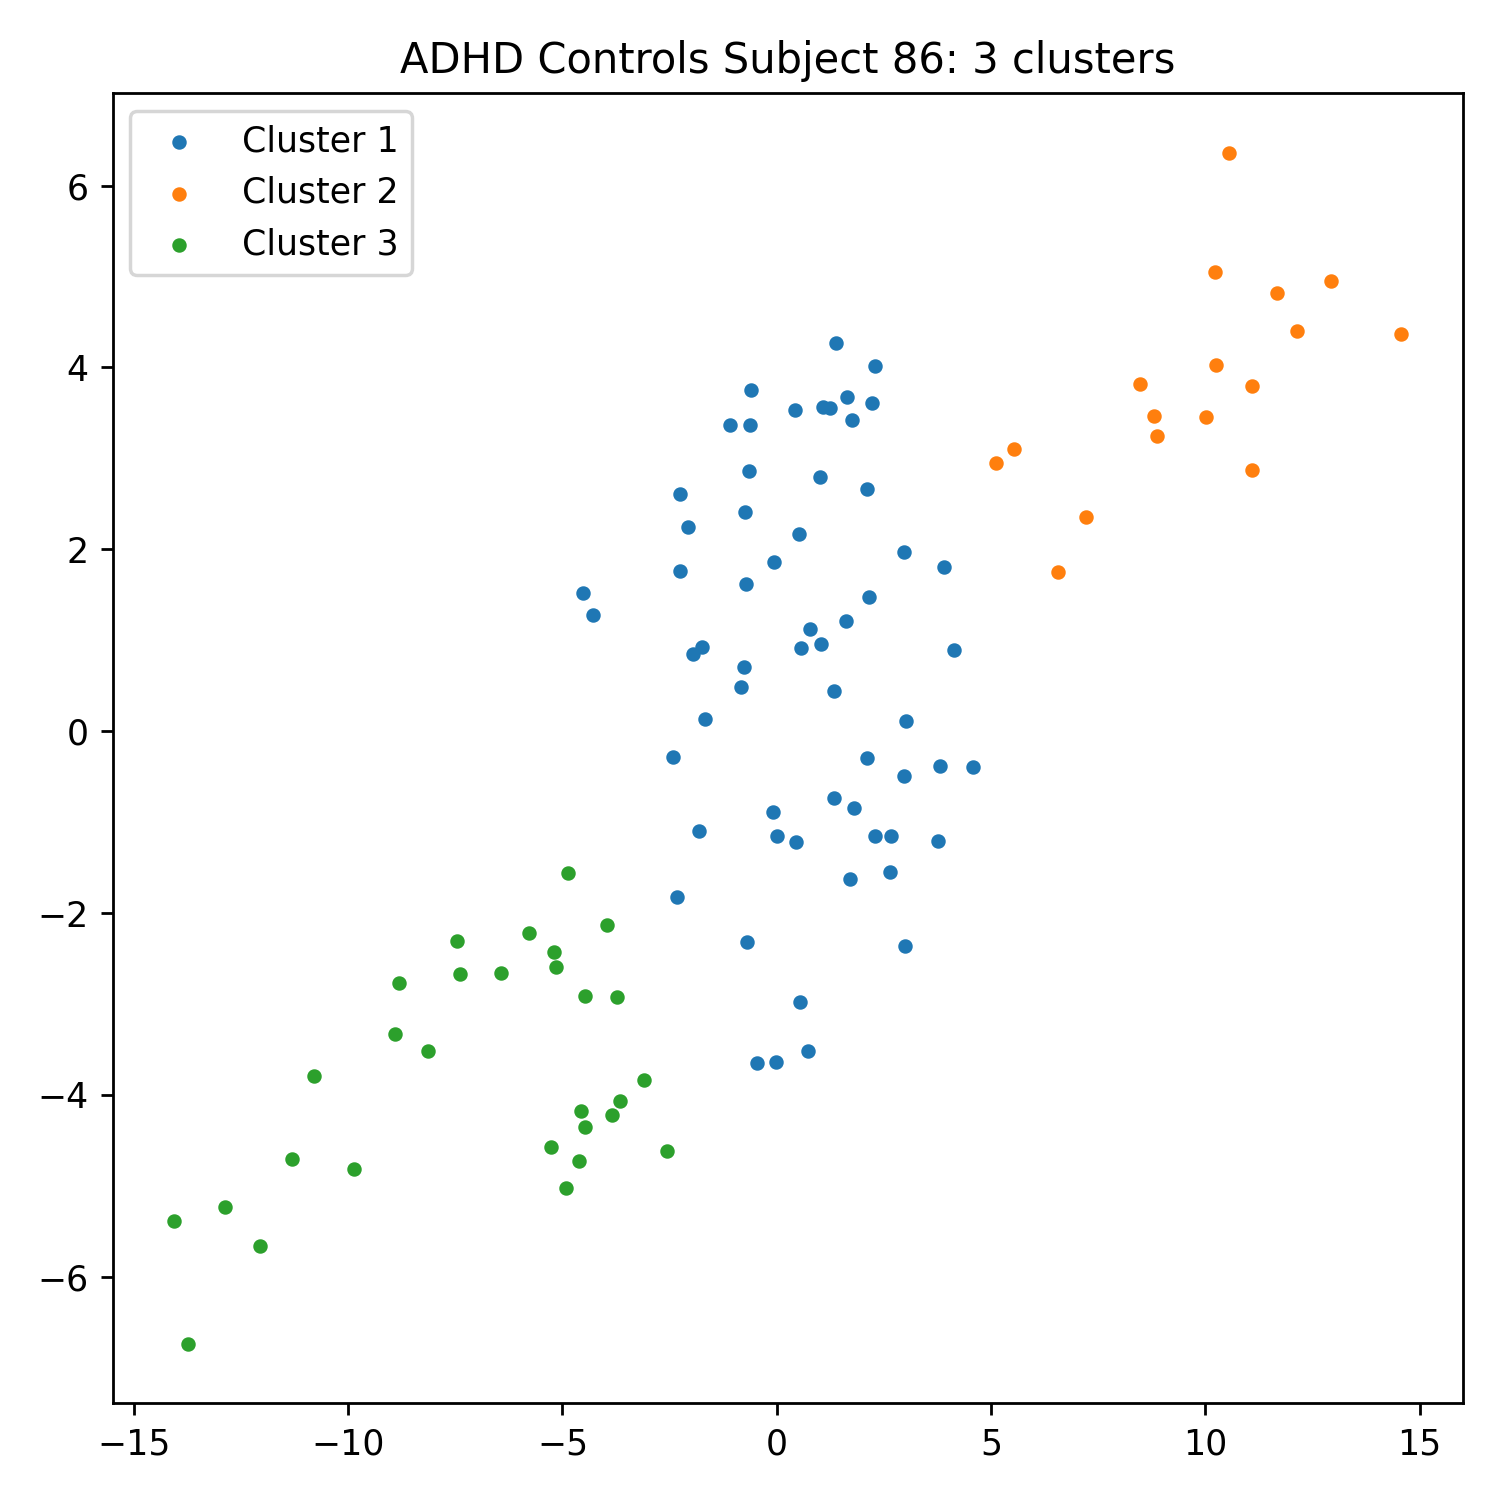 ADHD Controls Subject 86: 3 clusters
Cluster 1
Cluster 2
Cluster 3
6
4
2
0
−2
−4
−6
−15 −10 −5 0 5 10 15